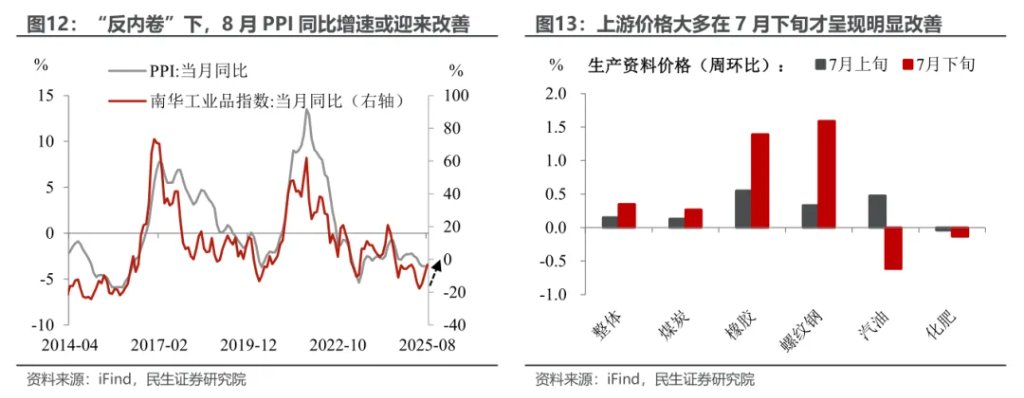 图12：“反内卷”下，8 月 PPI 同比增速或迎来改善
%
%
PPI:当月同比
南华工业品指数:当月同比（右轴）
15
10
5
0
-5
-10
100
80
60
40
20
0
-20
-40
2014-04
2017-02
2019-12
2022-10
2025-08
资料来源：iFind，民生证券研究院
图13：上游价格大多在 7 月下旬才呈现明显改善
%
生产资料价格（周环比）：
7月上旬
7月下旬
2.0
1.5
1.0
0.5
0.0
-0.5
-1.0
整体
煤炭
橡胶
螺纹钢
汽油
化肥
资料来源：iFind，民生证券研究院